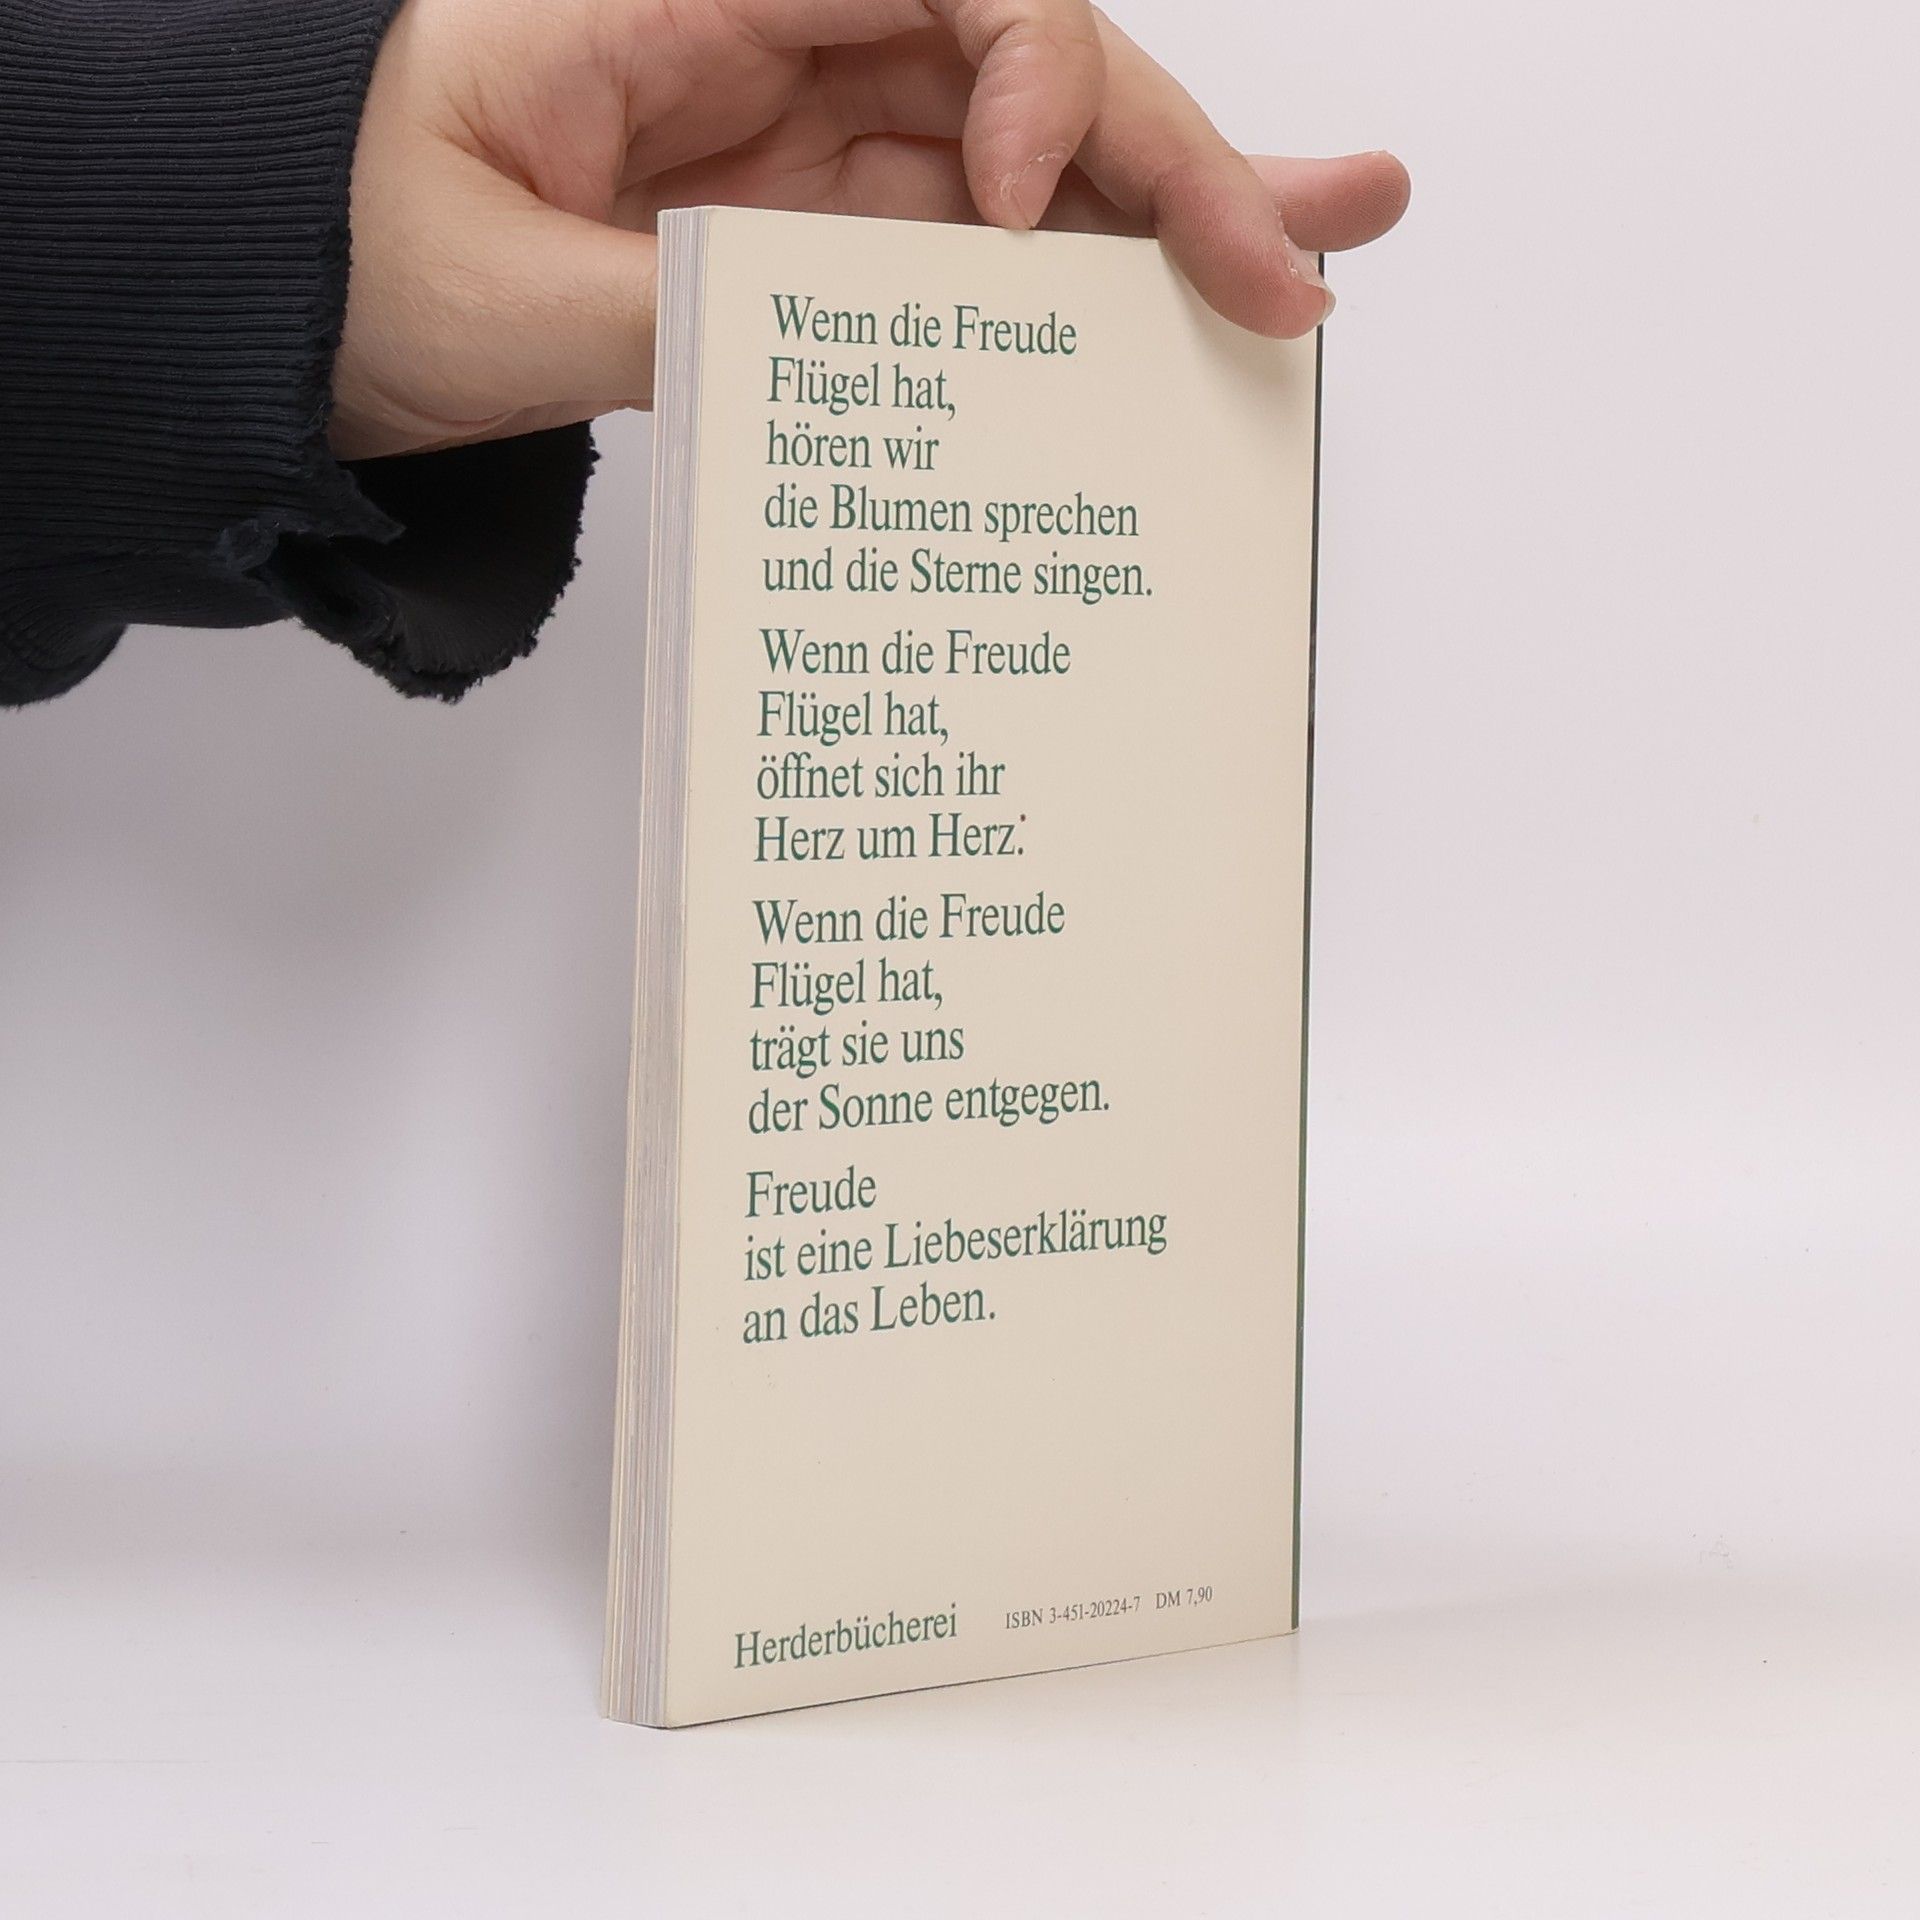 Wenn die Freude
Flügel hat,
hören wir
die Blumen sprechen
und die Sterne singen.
Wenn die Freude
Flügel hat,
öffnet sich ihr
Herz um Herz.
Wenn die Freude
Flügel hat,
trägt sie uns
der Sonne entgegen.
Freude
ist eine Liebeserklärung
an das Leben.
Herderbücherei ISBN 3-451-20224-7 DM 7,90